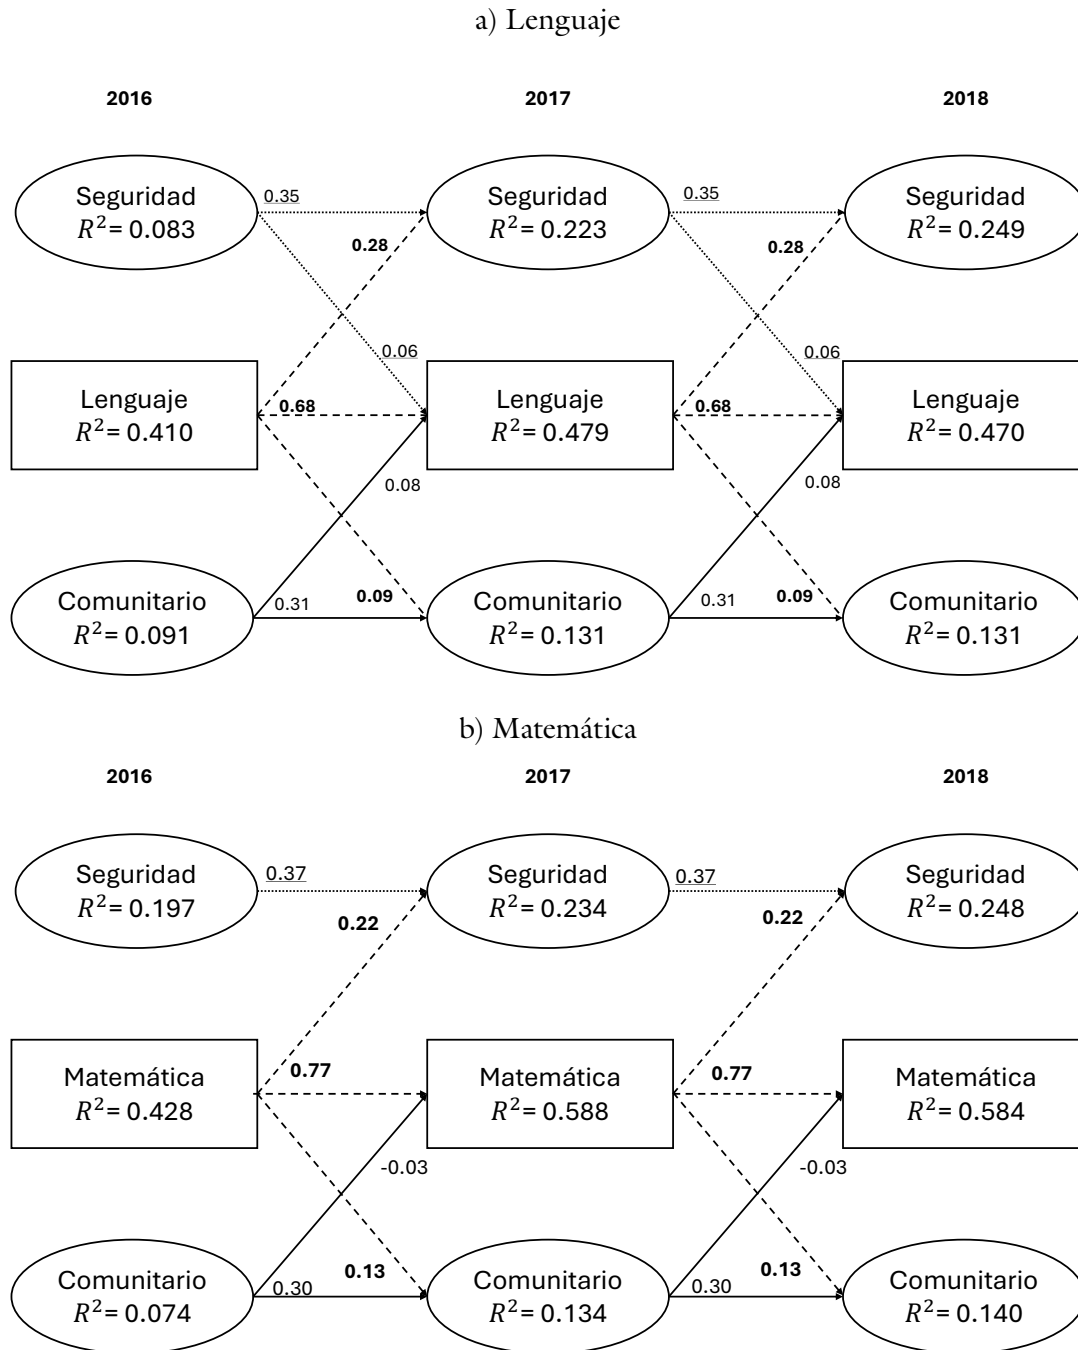 a) Lenguaje
2016 2017 2018
Seguridad
R²= 0.083
0.35
Seguridad
R²= 0.223
0.35
Seguridad
R²= 0.249
0.28
0.28
0.06
0.06
Lenguaje
R²= 0.410
0.68
Lenguaje
R²= 0.479
0.68
Lenguaje
R²= 0.470
0.08
0.08
Comunitario
R²= 0.091
0.31
0.09
Comunitario
R²= 0.131
0.31
0.09
Comunitario
R²= 0.131
b) Matemática
2016 2017 2018
Seguridad
R²= 0.197
0.37
Seguridad
R²= 0.234
0.37
Seguridad
R²= 0.248
0.22
0.22
Matemática
R²= 0.428
0.77
Matemática
R²= 0.588
0.77
Matemática
R²= 0.584
-0.03
-0.03
Comunitario
R²= 0.074
0.30
0.13
Comunitario
R²= 0.134
0.30
0.13
Comunitario
R²= 0.140